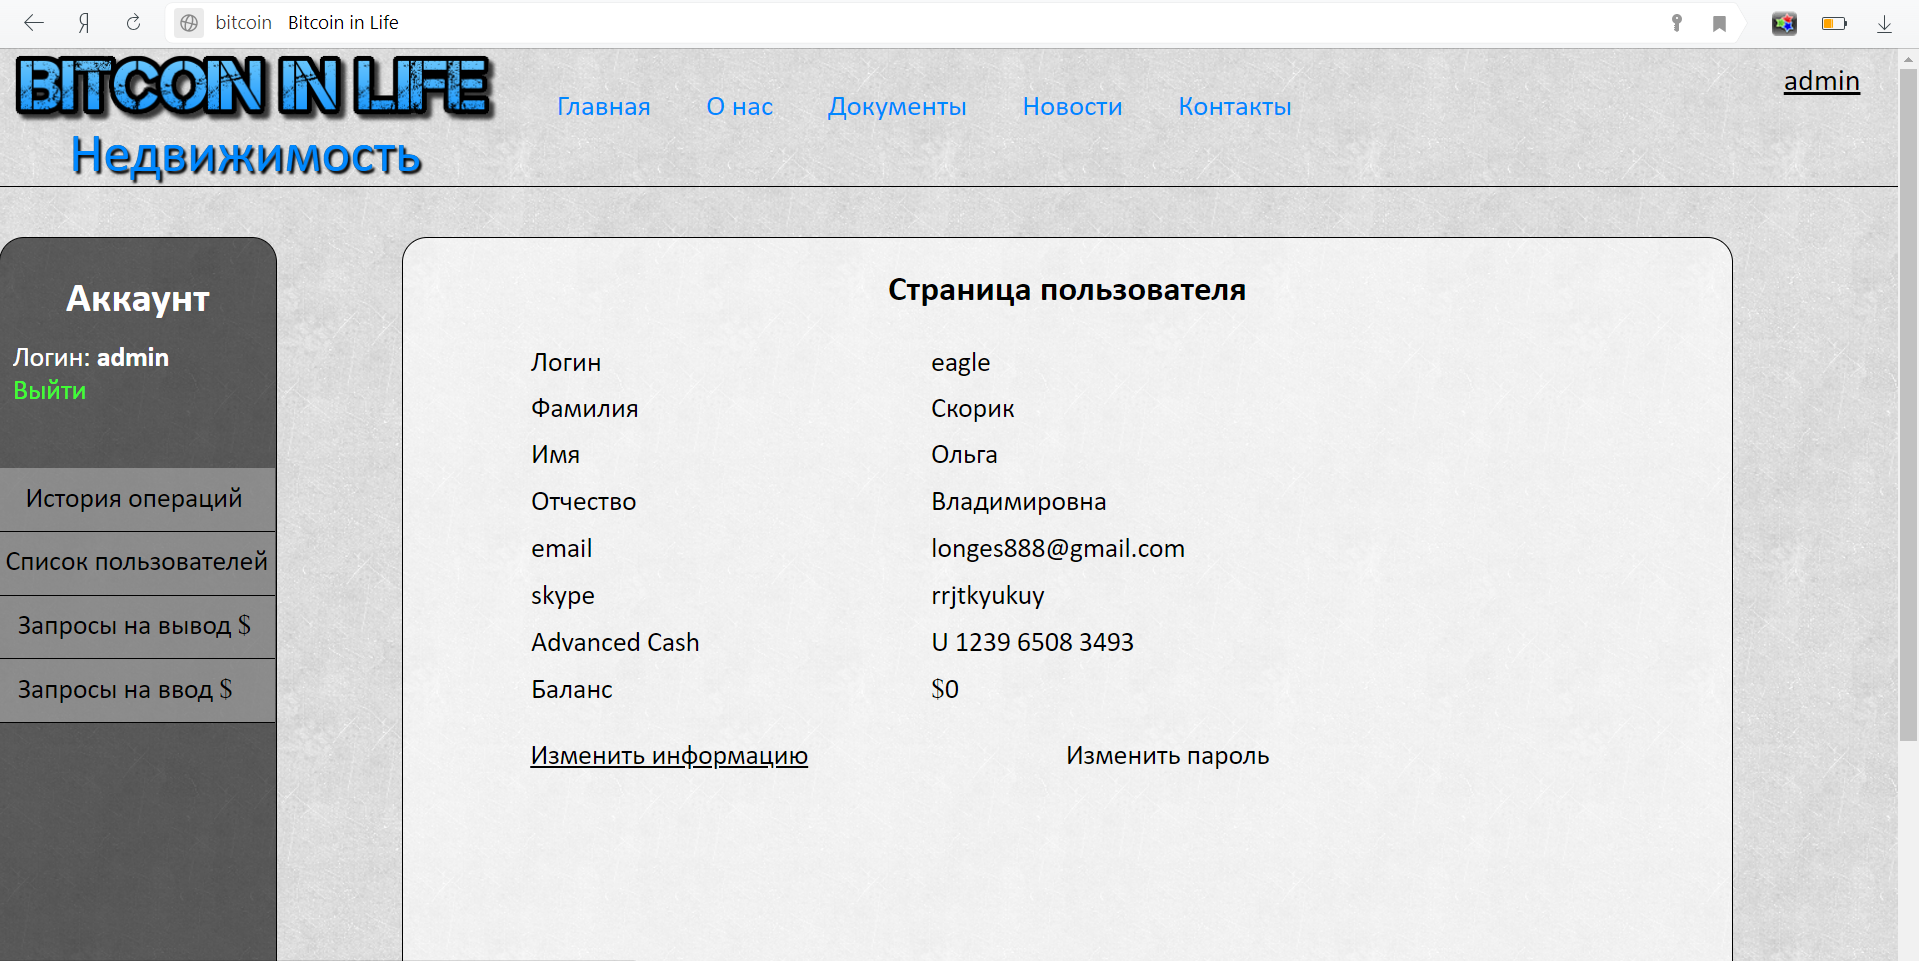 Я bitcoin Bitcoin in Life
BITCOIN IN LIFE
Недвижимость
Главная О нас Документы Новости Контакты
admin
Аккаунт
Логин: admin
Выйти
История операций
Список пользователей
Запросы на вывод $
Запросы на ввод $
Страница пользователя
Логин eagle
Фамилия Скорик
Имя Ольга
Отчество Владимировна
email longes888@gmail.com
skype rrjtkyukuy
Advanced Cash U 1239 6508 3493
Баланс $0
Изменить информацию Изменить пароль